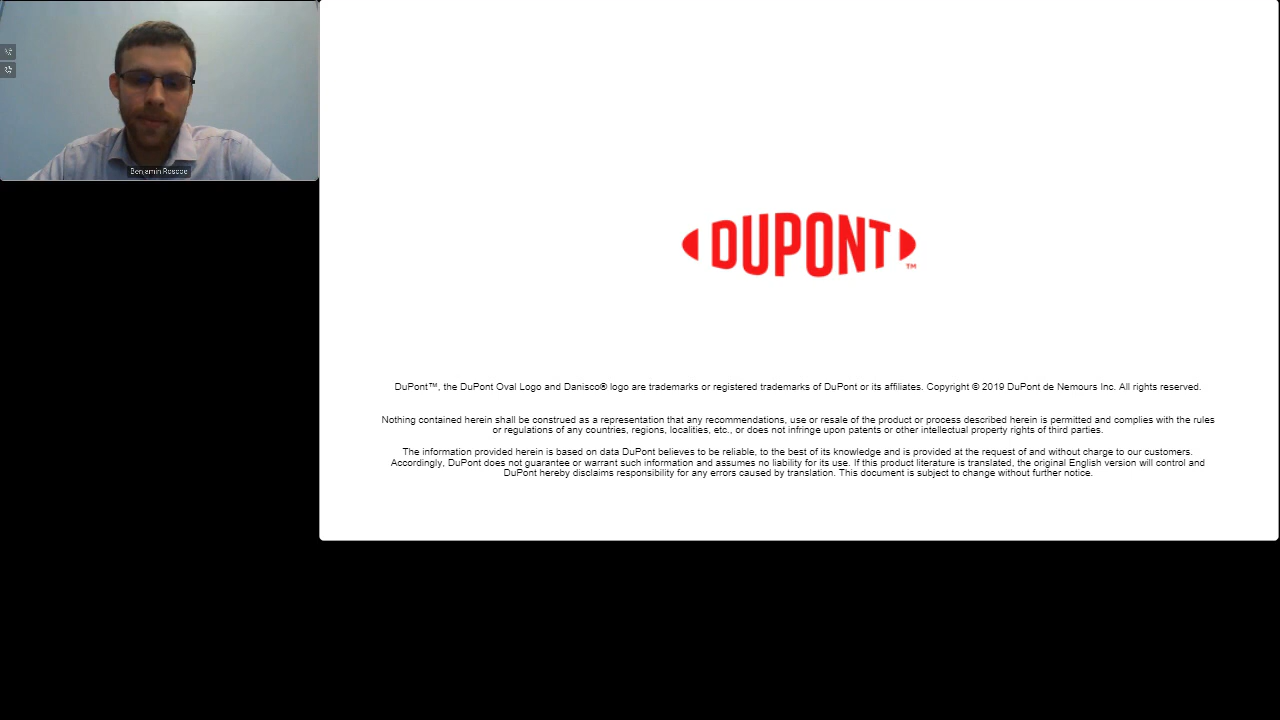 Benjamin Roscoe
DUPONT
™
DuPont™, the DuPont Oval Logo and Danisco® logo are trademarks or registered trademarks of DuPont or its affiliates. Copyright © 2019 DuPont de Nemours Inc. All rights reserved.
Nothing contained herein shall be construed as a representation that any recommendations, use or resale of the product or process described herein is permitted and complies with the rules
or regulations of any countries, regions, localities, etc., or does not infringe upon patents or other intellectual property rights of third parties.
The information provided herein is based on data DuPont believes to be reliable, to the best of its knowledge and is provided at the request of and without charge to our customers.
Accordingly, DuPont does not guarantee or warrant such information and assumes no liability for its use. If this product literature is translated, the original English version will control and
DuPont hereby disclaims responsibility for any errors caused by translation. This document is subject to change without further notice.